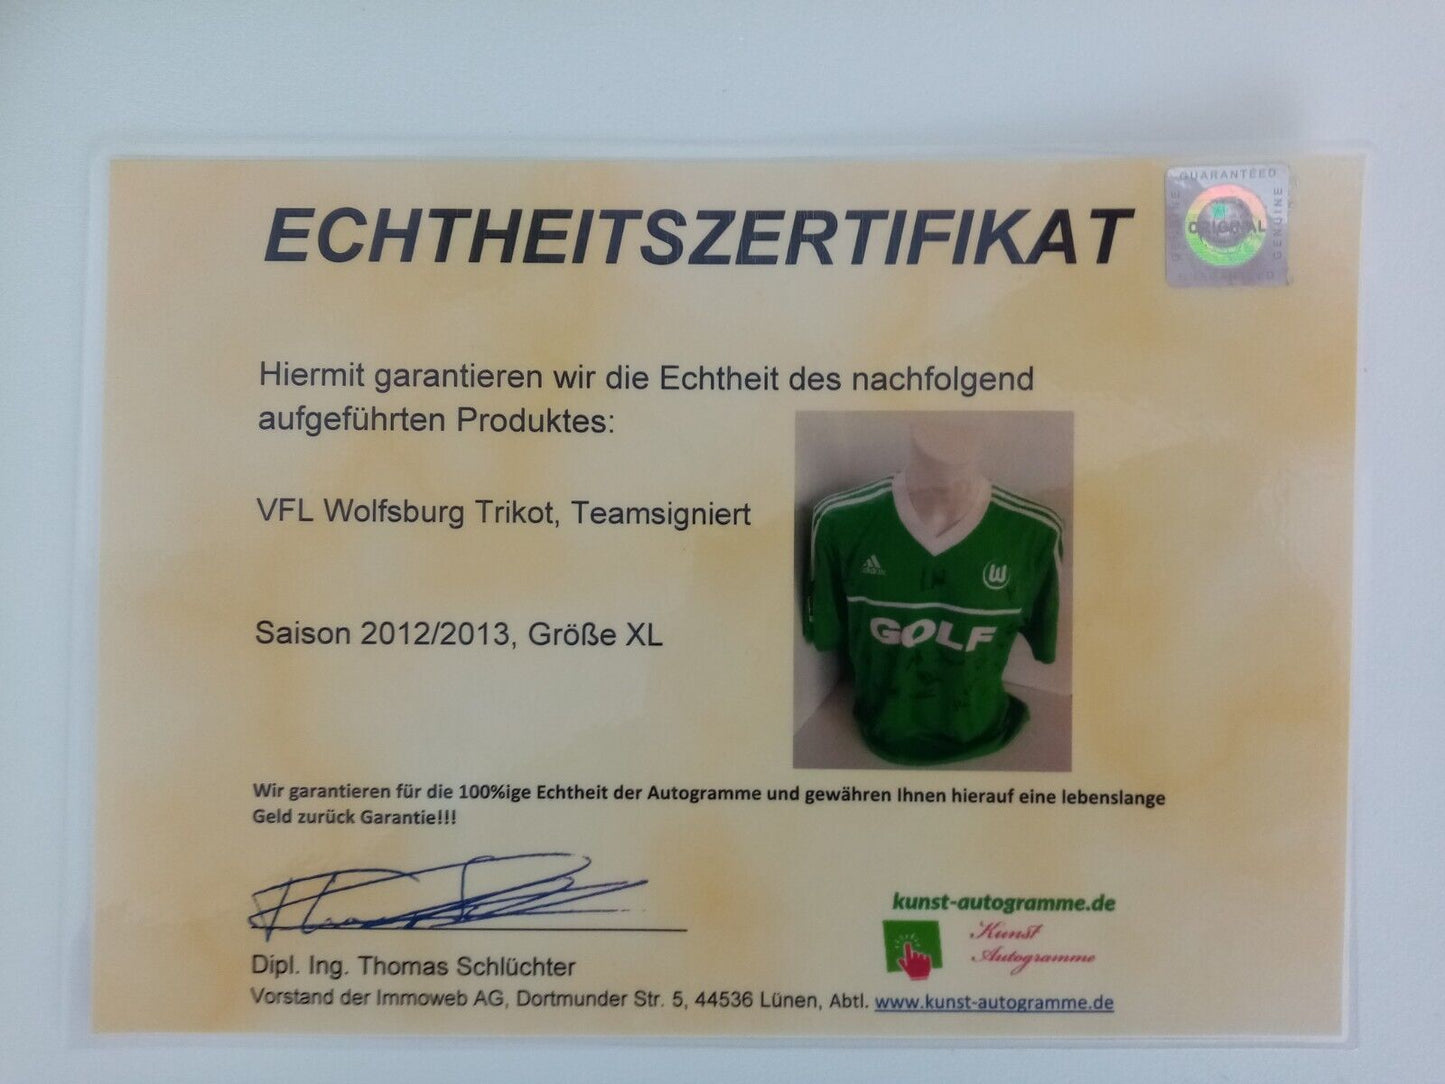 ECHTHEITSZERTIFIKAT
GUARANTEED
GENUINE
ORIGINAL
Hiermit garantieren wir die Echtheit des nachfolgend
aufgeführten Produktes:
VFL Wolfsburg Trikot, Teamsigniert
adidas
W
GOLF
Saison 2012/2013, Größe XL
Wir garantieren für die 100%ige Echtheit der Autogramme und gewähren Ihnen hierauf eine lebenslange
Geld zurück Garantie!!!
kunst-autogramme.de
Kunst
Autogramme
Dipl. Ing. Thomas Schlüchter
Vorstand der Immoweb AG, Dortmunder Str. 5, 44536 Lünen, Abtl. www.kunst-autogramme.de